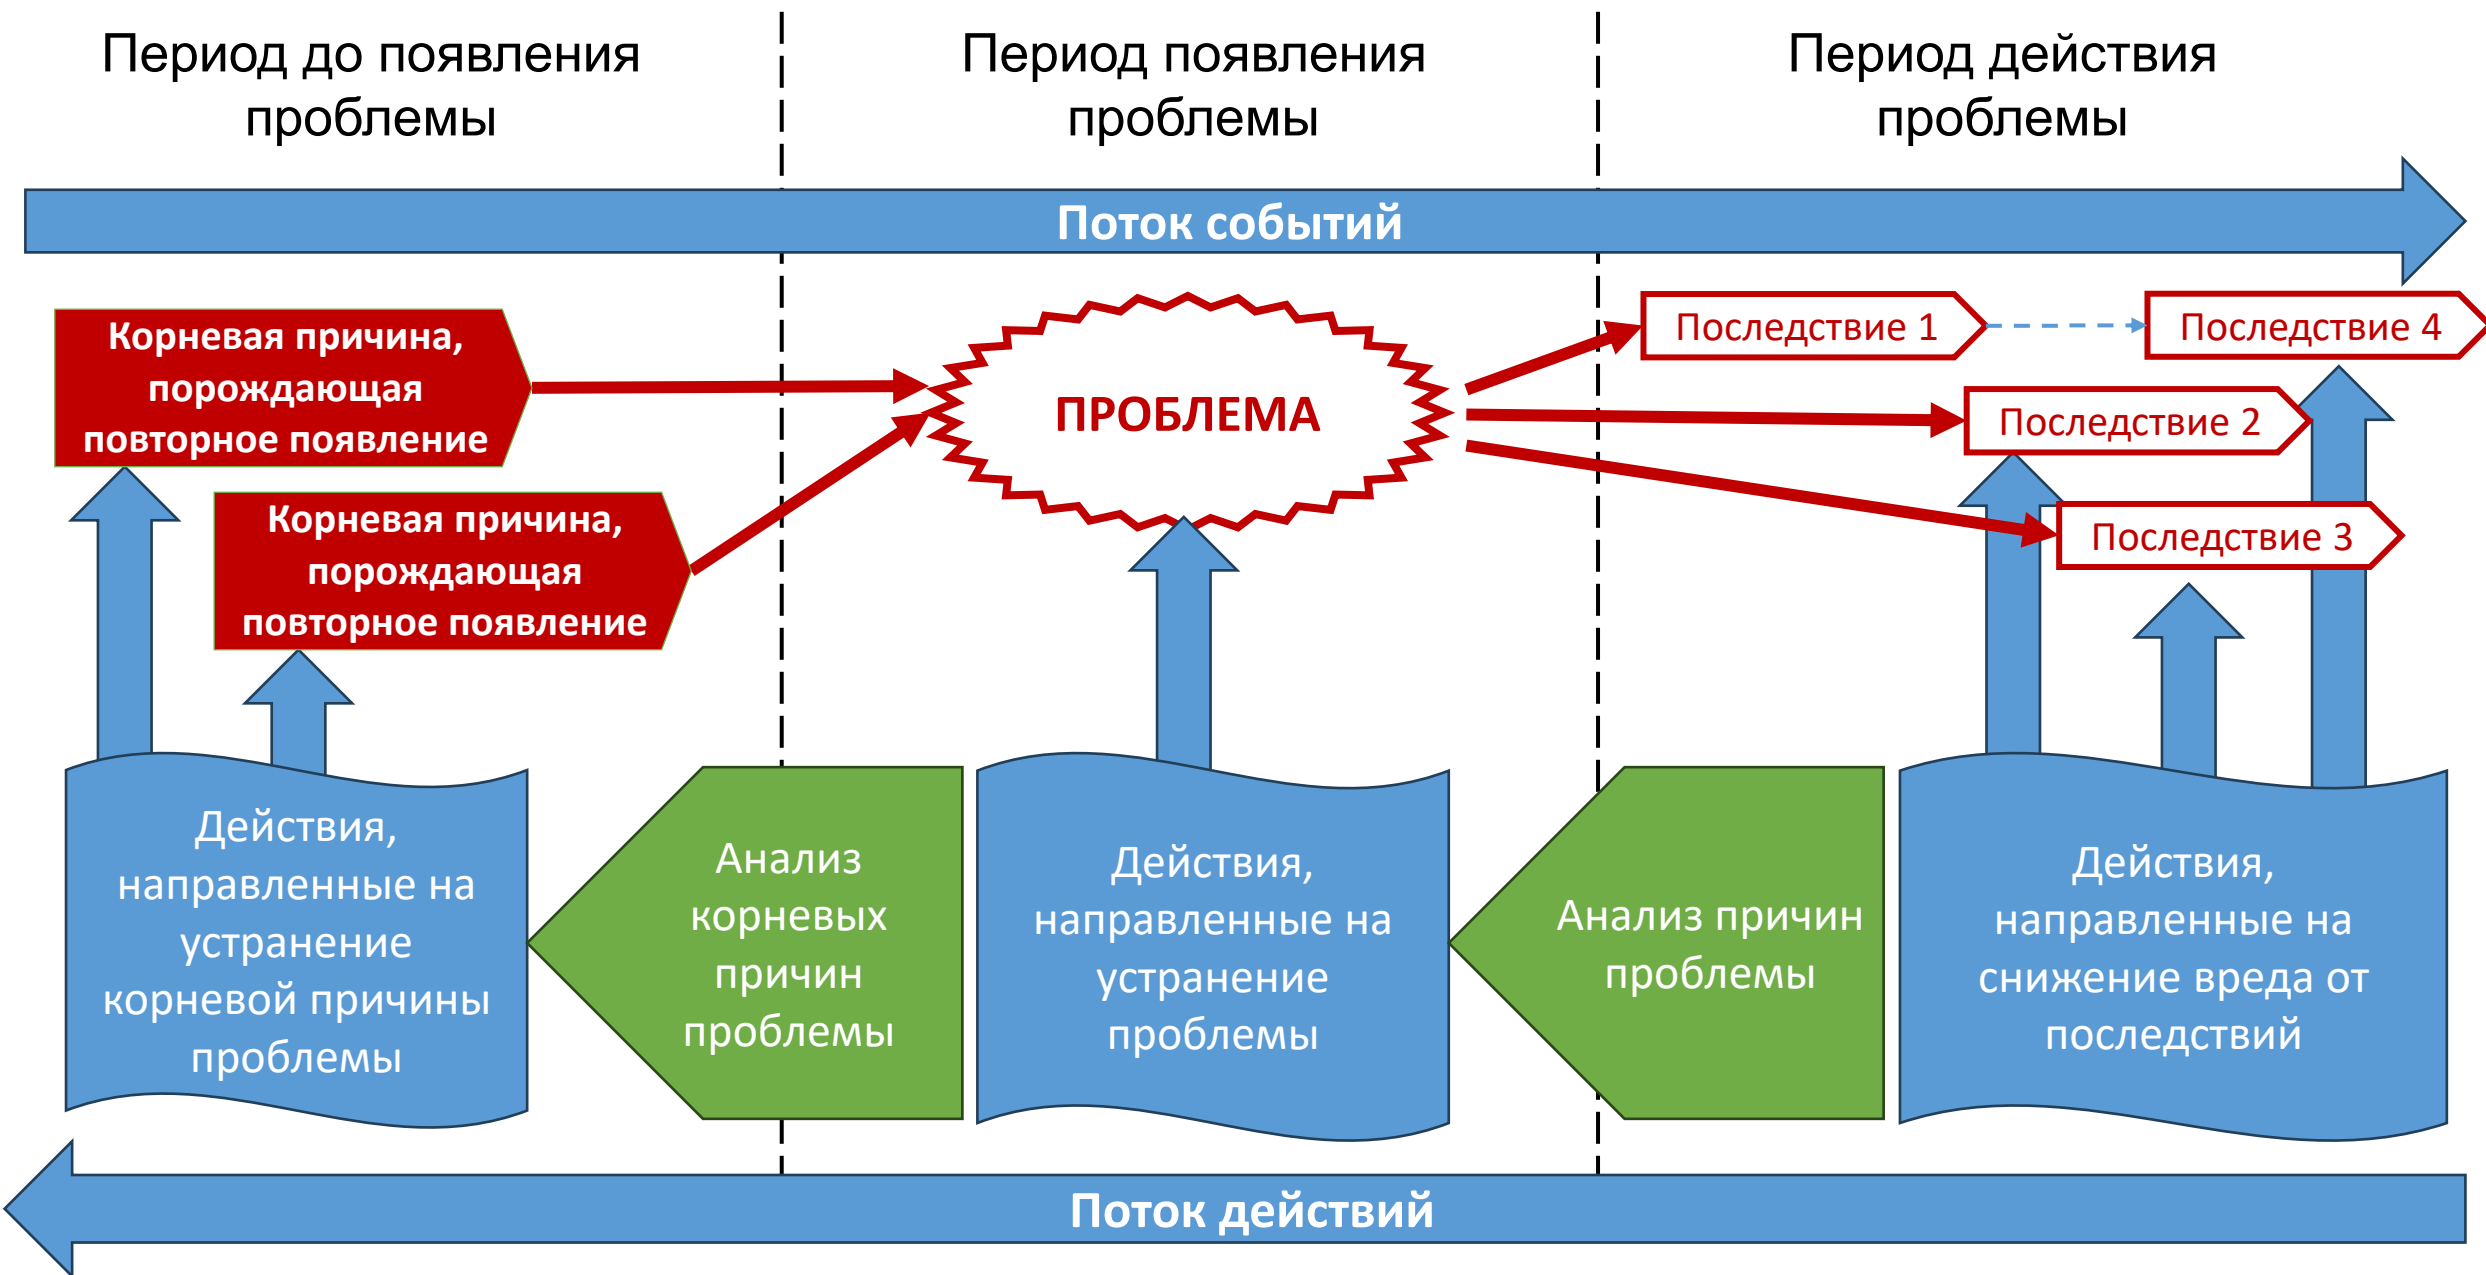 Период до появления
проблемы
Период появления
проблемы
Период действия
проблемы
Поток событий
Корневая причина,
порождающая
повторное появление
Корневая причина,
порождающая
повторное появление
ПРОБЛЕМА
Последствие 1
Последствие 4
Последствие 2
Последствие 3
Действия,
направленные на
устранение
корневой причины
проблемы
Анализ
корневых
причин
проблемы
Действия,
направленные на
устранение
проблемы
Анализ причин
проблемы
Действия,
направленные на
снижение вреда от
последствий
Поток действий